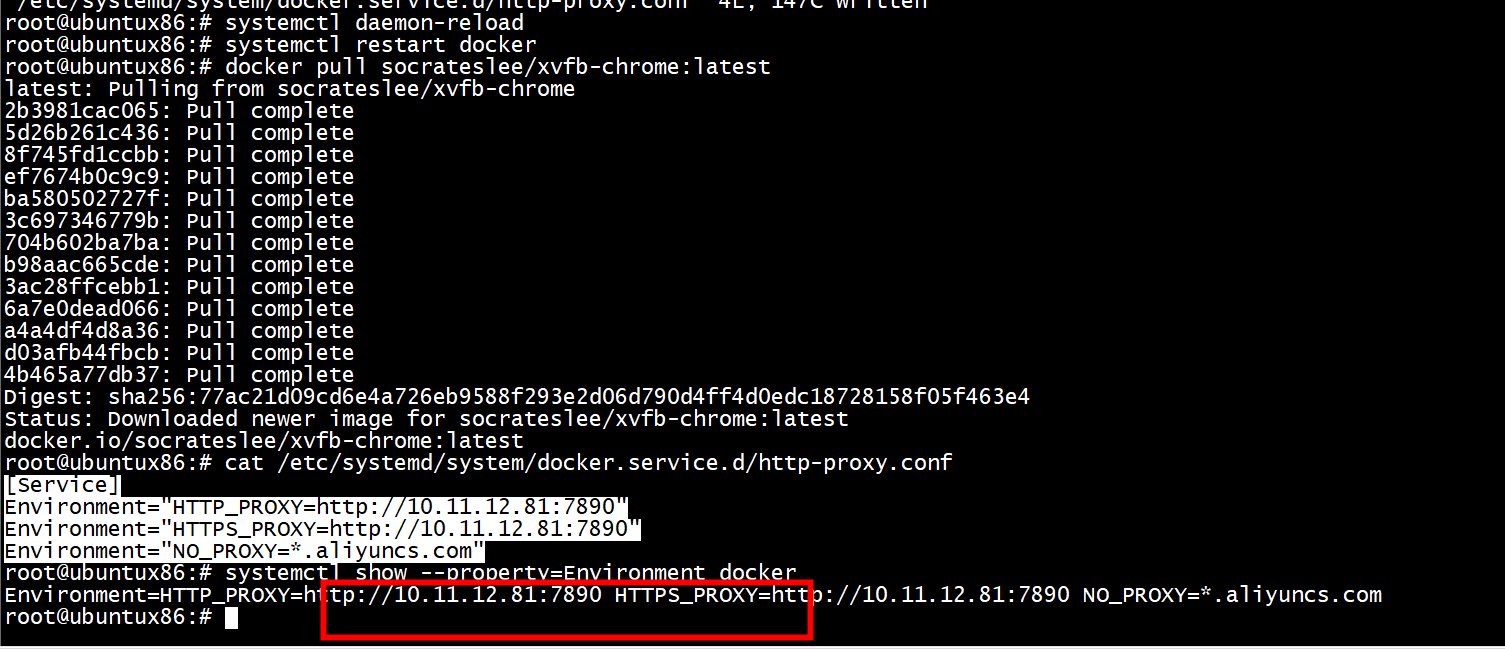 /etc/systemd/system/docker.service.d/http-proxy.conf" 4L, 147C written
root@ubuntux86:# systemctl daemon-reload
root@ubuntux86:# systemctl restart docker
root@ubuntux86:# docker pull socrateslee/xvfb-chrome:latest
latest: Pulling from socrateslee/xvfb-chrome
2b3981cac065: Pull complete
5d26b261c436: Pull complete
8f745fd1ccbb: Pull complete
ef7674b0c9c9: Pull complete
ba580502727f: Pull complete
3c697346779b: Pull complete
704b602ba7ba: Pull complete
b98aac665cde: Pull complete
3ac28ffcebb1: Pull complete
6a7e0dead066: Pull complete
a4a4df4d8a36: Pull complete
d03afb44fbcb: Pull complete
4b465a77db37: Pull complete
Digest: sha256:77ac21d09cd6e4a726eb9588f293e2d06d790d4ff4d0edc18728158f05f463e4
Status: Downloaded newer image for socrateslee/xvfb-chrome:latest
docker.io/socrateslee/xvfb-chrome:latest
root@ubuntux86:# cat /etc/systemd/system/docker.service.d/http-proxy.conf
[Service]
Environment="HTTP_PROXY=http://10.11.12.81:7890"
Environment="HTTPS_PROXY=http://10.11.12.81:7890"
Environment="NO_PROXY=*.aliyuncs.com"
root@ubuntux86:# systemctl show --property=Environment docker
Environment=HTTP_PROXY=http://10.11.12.81:7890 HTTPS_PROXY=http://10.11.12.81:7890 NO_PROXY=*.aliyuncs.com
root@ubuntux86:#